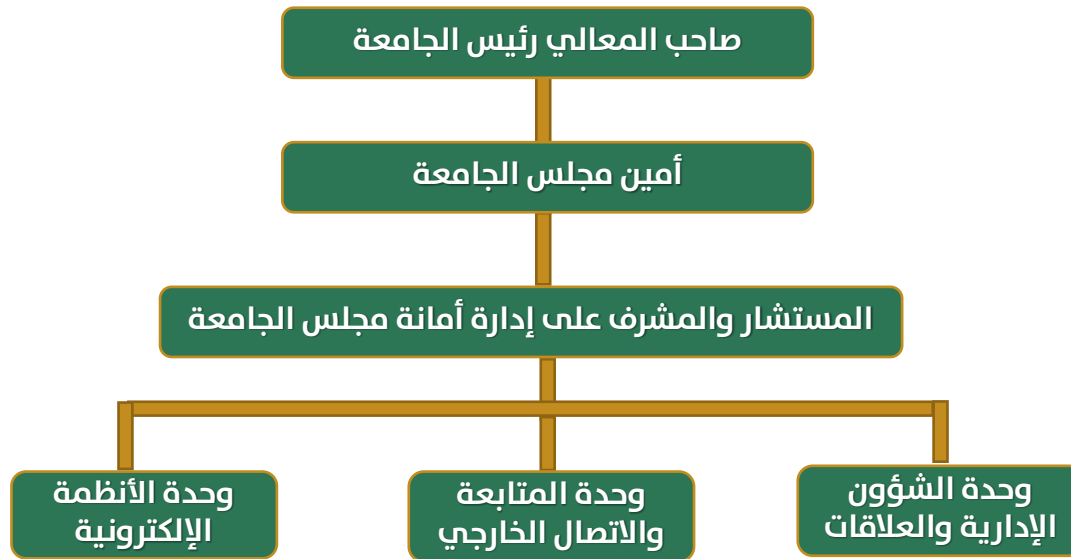 صاحب المعالي رئيس الجامعة
أمين مجلس الجامعة
المستشار والمشرف على إدارة أمانة مجلس الجامعة
وحدة الشؤون
الإدارية والعلاقات
وحدة المتابعة
والاتصال الخارجي
وحدة الأنظمة
الإلكترونية